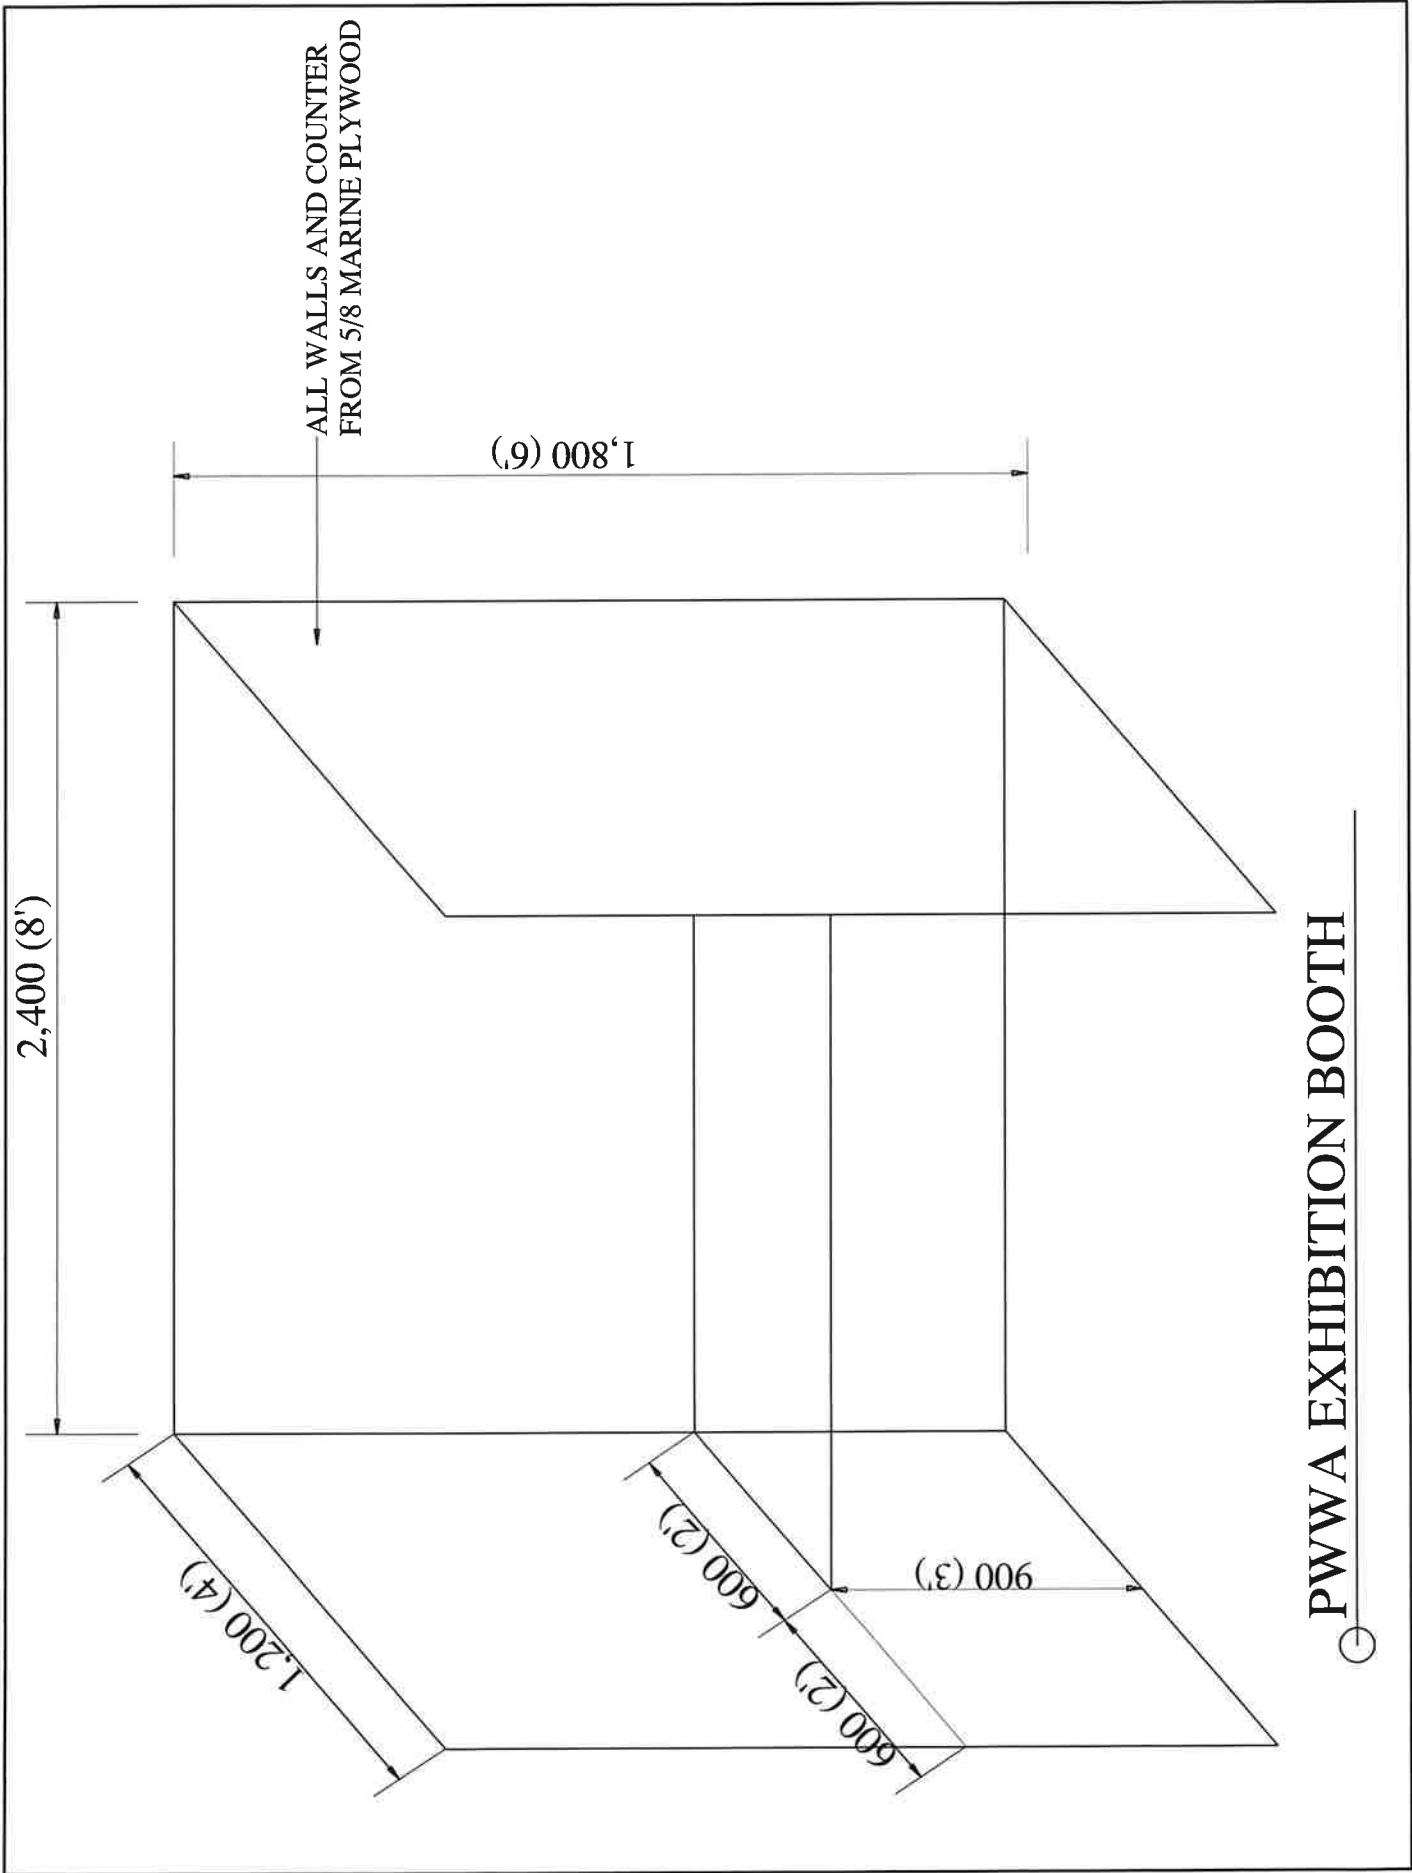 2,400 (8')
ALL WALLS AND COUNTER
FROM 5/8 MARINE PLYWOOD
1,800 (6')
1,200 (4')
600 (2')
600 (2')
900 (3')
PWWA EXHIBITION BOOTH